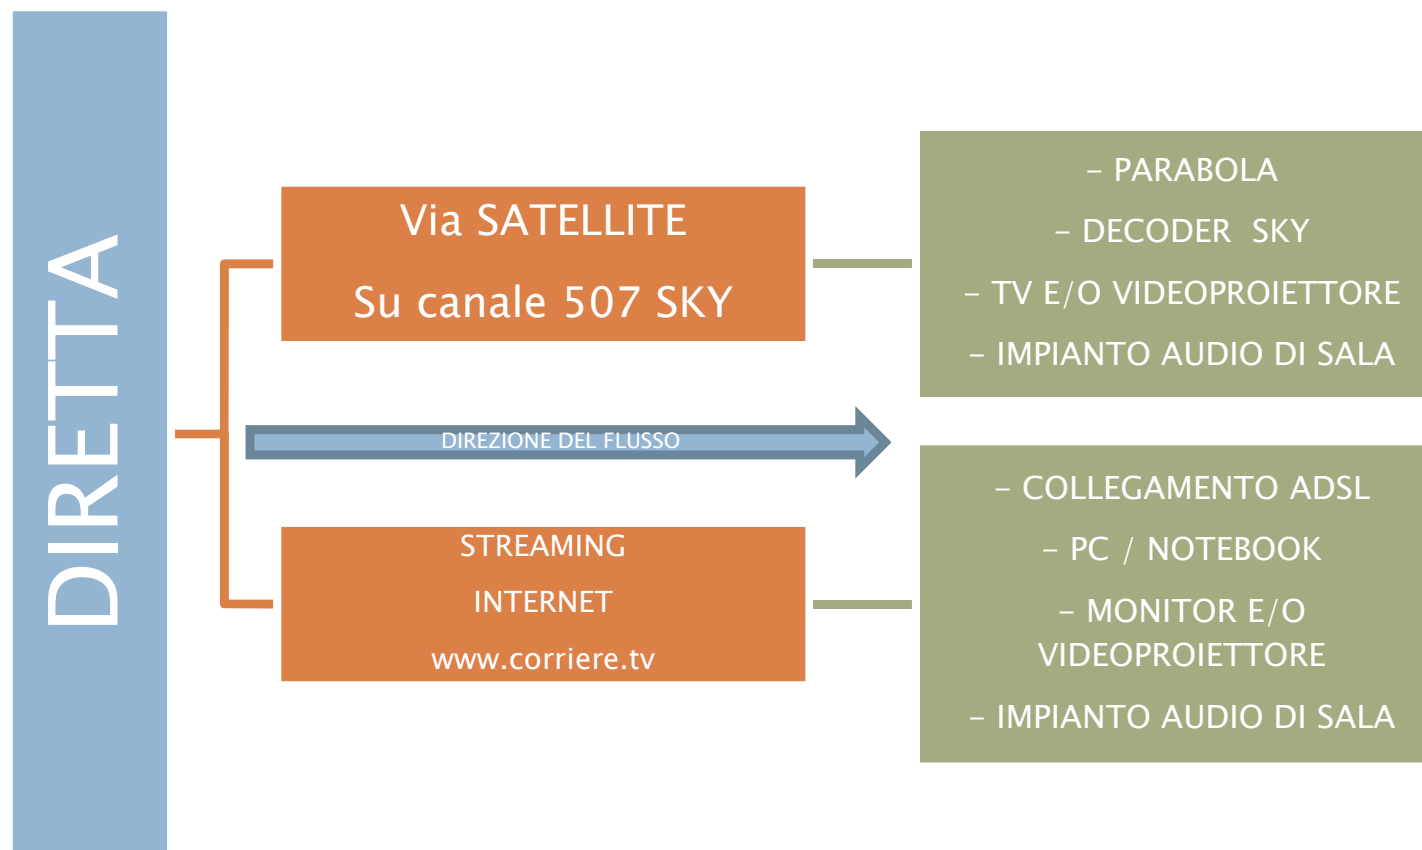 DIRETTA
Via SATELLITE
Su canale 507 SKY
– PARABOLA
– DECODER  SKY
– TV E/O VIDEOPROIETTORE
– IMPIANTO AUDIO DI SALA
DIREZIONE DEL FLUSSO
STREAMING
INTERNET
www.corriere.tv
– COLLEGAMENTO ADSL
– PC / NOTEBOOK
– MONITOR E/O
VIDEOPROIETTORE
– IMPIANTO AUDIO DI SALA